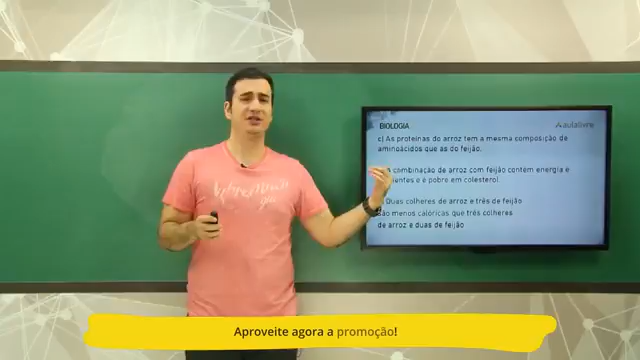 BIOLOGIA
Aaulalivre
c) As proteínas do arroz tem a mesma composição de
aminoácidos que as do feijão.
combinação de arroz com feijão contém energia e
ientes e é pobre em colesterol.
Duas colheres de arroz e três de feijão
são menos calóricas que três colheres
de arroz e duas de feijão
Aproveite agora a promoção!